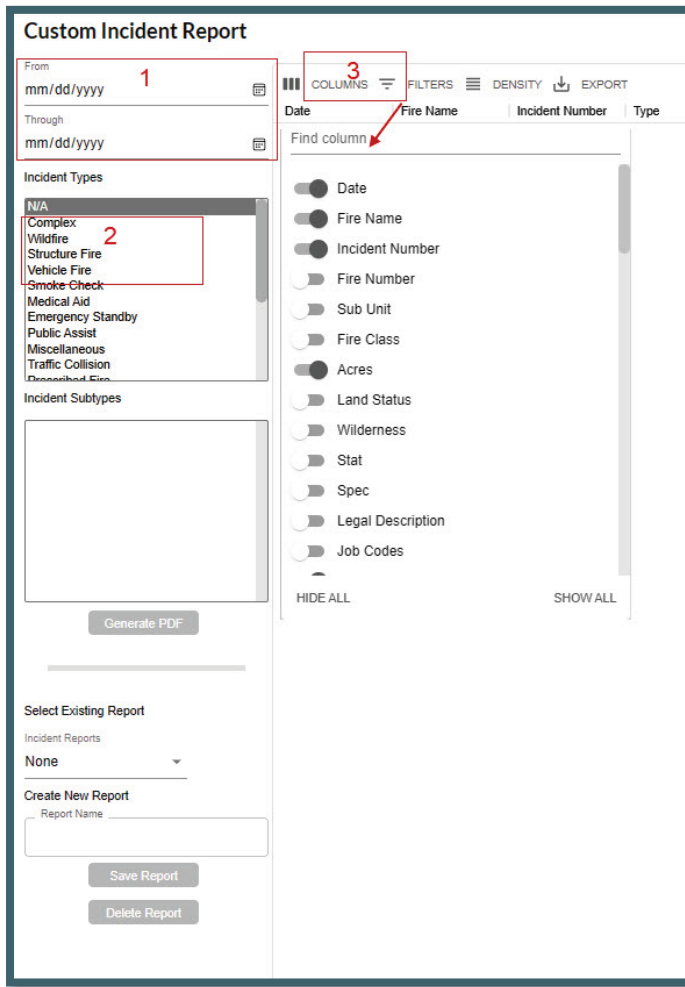 Custom Incident Report
From
1
mm/dd/yyyy
Through
mm/dd/yyyy
Incident Types
N/A
Complex
2
Wildfire
Structure Fire
Vehicle Fire
Smoke Check
Medical Aid
Emergency Standby
Public Assist
Miscellaneous
Traffic Collision
Prescribed Fire
Incident Subtypes
Generate PDF
Select Existing Report
Incident Reports
None
Create New Report
Report Name
Save Report
Delete Report
3
COLUMNS FILTERS DENSITY EXPORT
Date Fire Name Incident Number Type
Find column
Date
Fire Name
Incident Number
Fire Number
Sub Unit
Fire Class
Acres
Land Status
Wilderness
Stat
Spec
Legal Description
Job Codes
HIDE ALL SHOW ALL